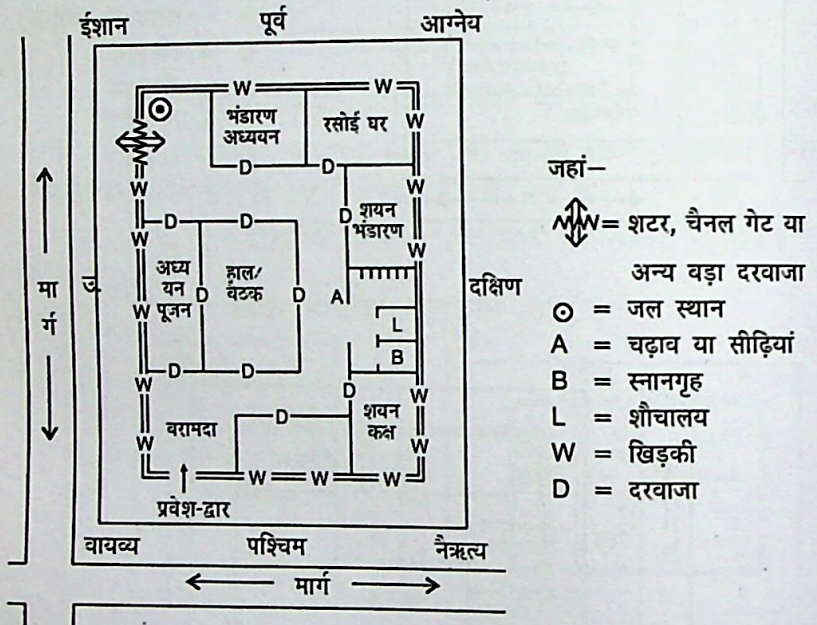 ईशान पूर्व आग्नेय
W W
भंडारण
अध्ययन
रसोई घर
W
D D
W W
D D D
शयन
भंडारण
W W
अध्य
यन
पूजन
हाल/
बैठक
D D A
मार्ग
उ.
दक्षिण
W
L
B
D D
W D W
D
शयन
कक्ष
वरामदा
W W
W W W
प्रवेश-द्वार
वायव्य पश्चिम नैऋत्य
मार्ग
जहां–
= शटर, चैनल गेट या
अन्य बड़ा दरवाजा
= जल स्थान
A = चढ़ाव या सीढ़ियां
B = स्नानगृह
L = शौचालय
W = खिड़की
D = दरवाजा